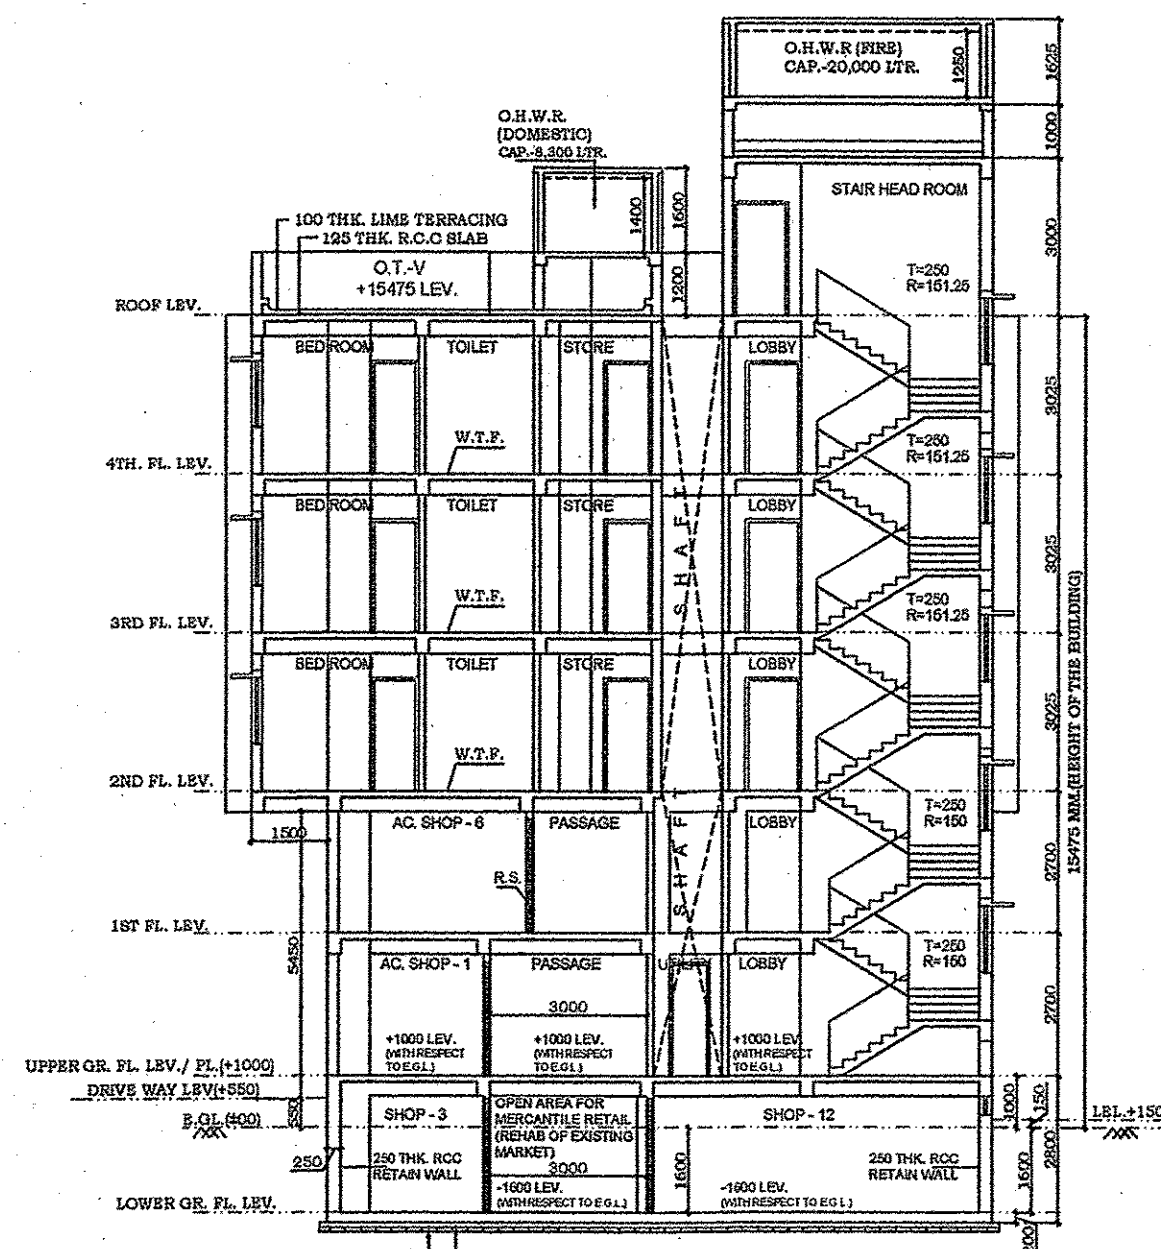 O.H.W.R (FIRE)
CAP.-20,000 LTR.
1250
1625
1000
O.H.W.R.
(DOMESTIC)
CAP.-8,300 LTR.
STAIR HEAD ROOM
1400
1600
3000
100 THK. LIME TERRACING
125 THK. R.C.C SLAB
O.T.-V
+15475 LEV.
1200
T=250
R=151.25
ROOF LEV.
BED ROOM
TOILET
STORE
LOBBY
3025
W.T.F.
4TH. FL. LEV.
T=250
R=151.25
BED ROOM
TOILET
STORE
LOBBY
SHAFT
3025
W.T.F.
3RD FL. LEV.
T=250
R=151.25
BED ROOM
TOILET
STORE
LOBBY
3025
15475 MM.(HEIGHT OF THE BUILDING)
W.T.F.
2ND FL. LEV.
1500
AC. SHOP - 6
PASSAGE
SHAFT
LOBBY
T=250
R=150
2700
R.S.
1ST FL. LEV.
5450
AC. SHOP - 1
PASSAGE
LOBBY
T=250
R=150
2700
3000
+1000 LEV.
(WITH RESPECT
TO E.G.L)
+1000 LEV.
(WITH RESPECT
TO E.G.L)
+1000 LEV.
(WITH RESPECT
TO E.G.L)
UPPER GR. FL. LEV./ PL.(+1000)
DRIVE WAY LEV(+550)
550
SHOP - 3
OPEN AREA FOR
MERCANTILE RETAIL
(REHAB OF EXISTING
MARKET)
SHOP - 12
1000
150
LEL.+150
E.GL.(±00)
250
250 THK. RCC
RETAIN WALL
3000
1600
250 THK. RCC
RETAIN WALL
1600
2800
-1600 LEV.
(WITH RESPECT TO E.G.L)
-1600 LEV.
(WITH RESPECT TO E.G.L)
LOWER GR. FL. LEV.
200